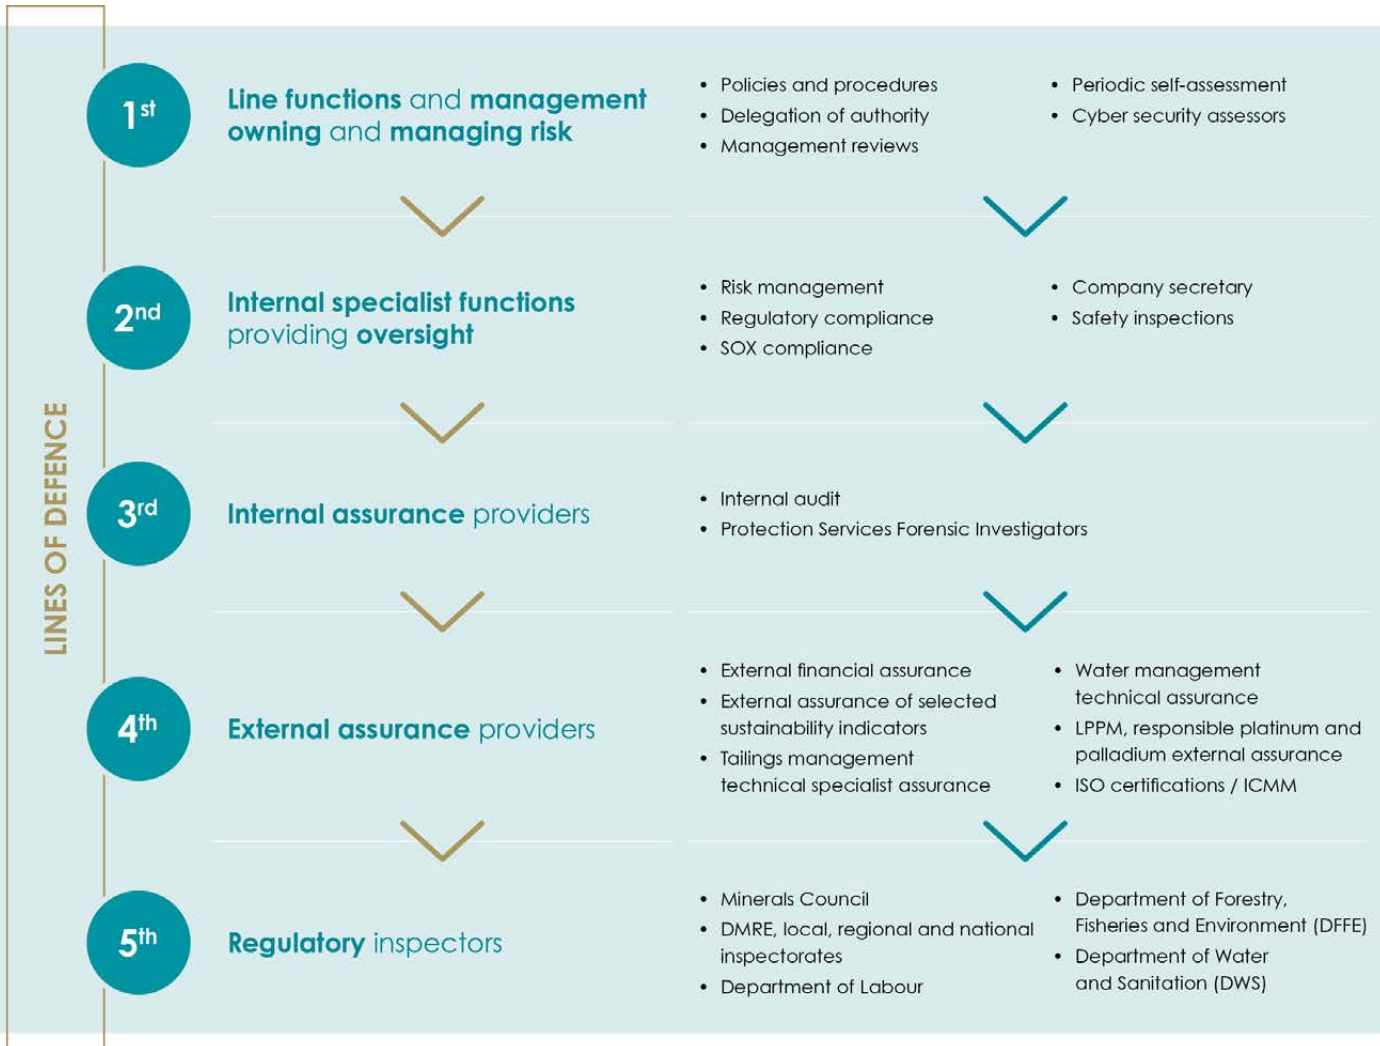 LINES OF DEFENCE
1st
Line functions and management
owning and managing risk
• Policies and procedures
• Delegation of authority
• Management reviews
• Periodic self-assessment
• Cyber security assessors
2nd
Internal specialist functions
providing oversight
• Risk management
• Regulatory compliance
• SOX compliance
• Company secretary
• Safety inspections
3rd
Internal assurance providers
• Internal audit
• Protection Services Forensic Investigators
4th
External assurance providers
• External financial assurance
• External assurance of selected
sustainability indicators
• Tailings management
technical specialist assurance
• Water management
technical assurance
• LPPM, responsible platinum and
palladium external assurance
• ISO certifications / ICMM
5th
Regulatory inspectors
• Minerals Council
• DMRE, local, regional and national
inspectorates
• Department of Labour
• Department of Forestry,
Fisheries and Environment (DFFE)
• Department of Water
and Sanitation (DWS)